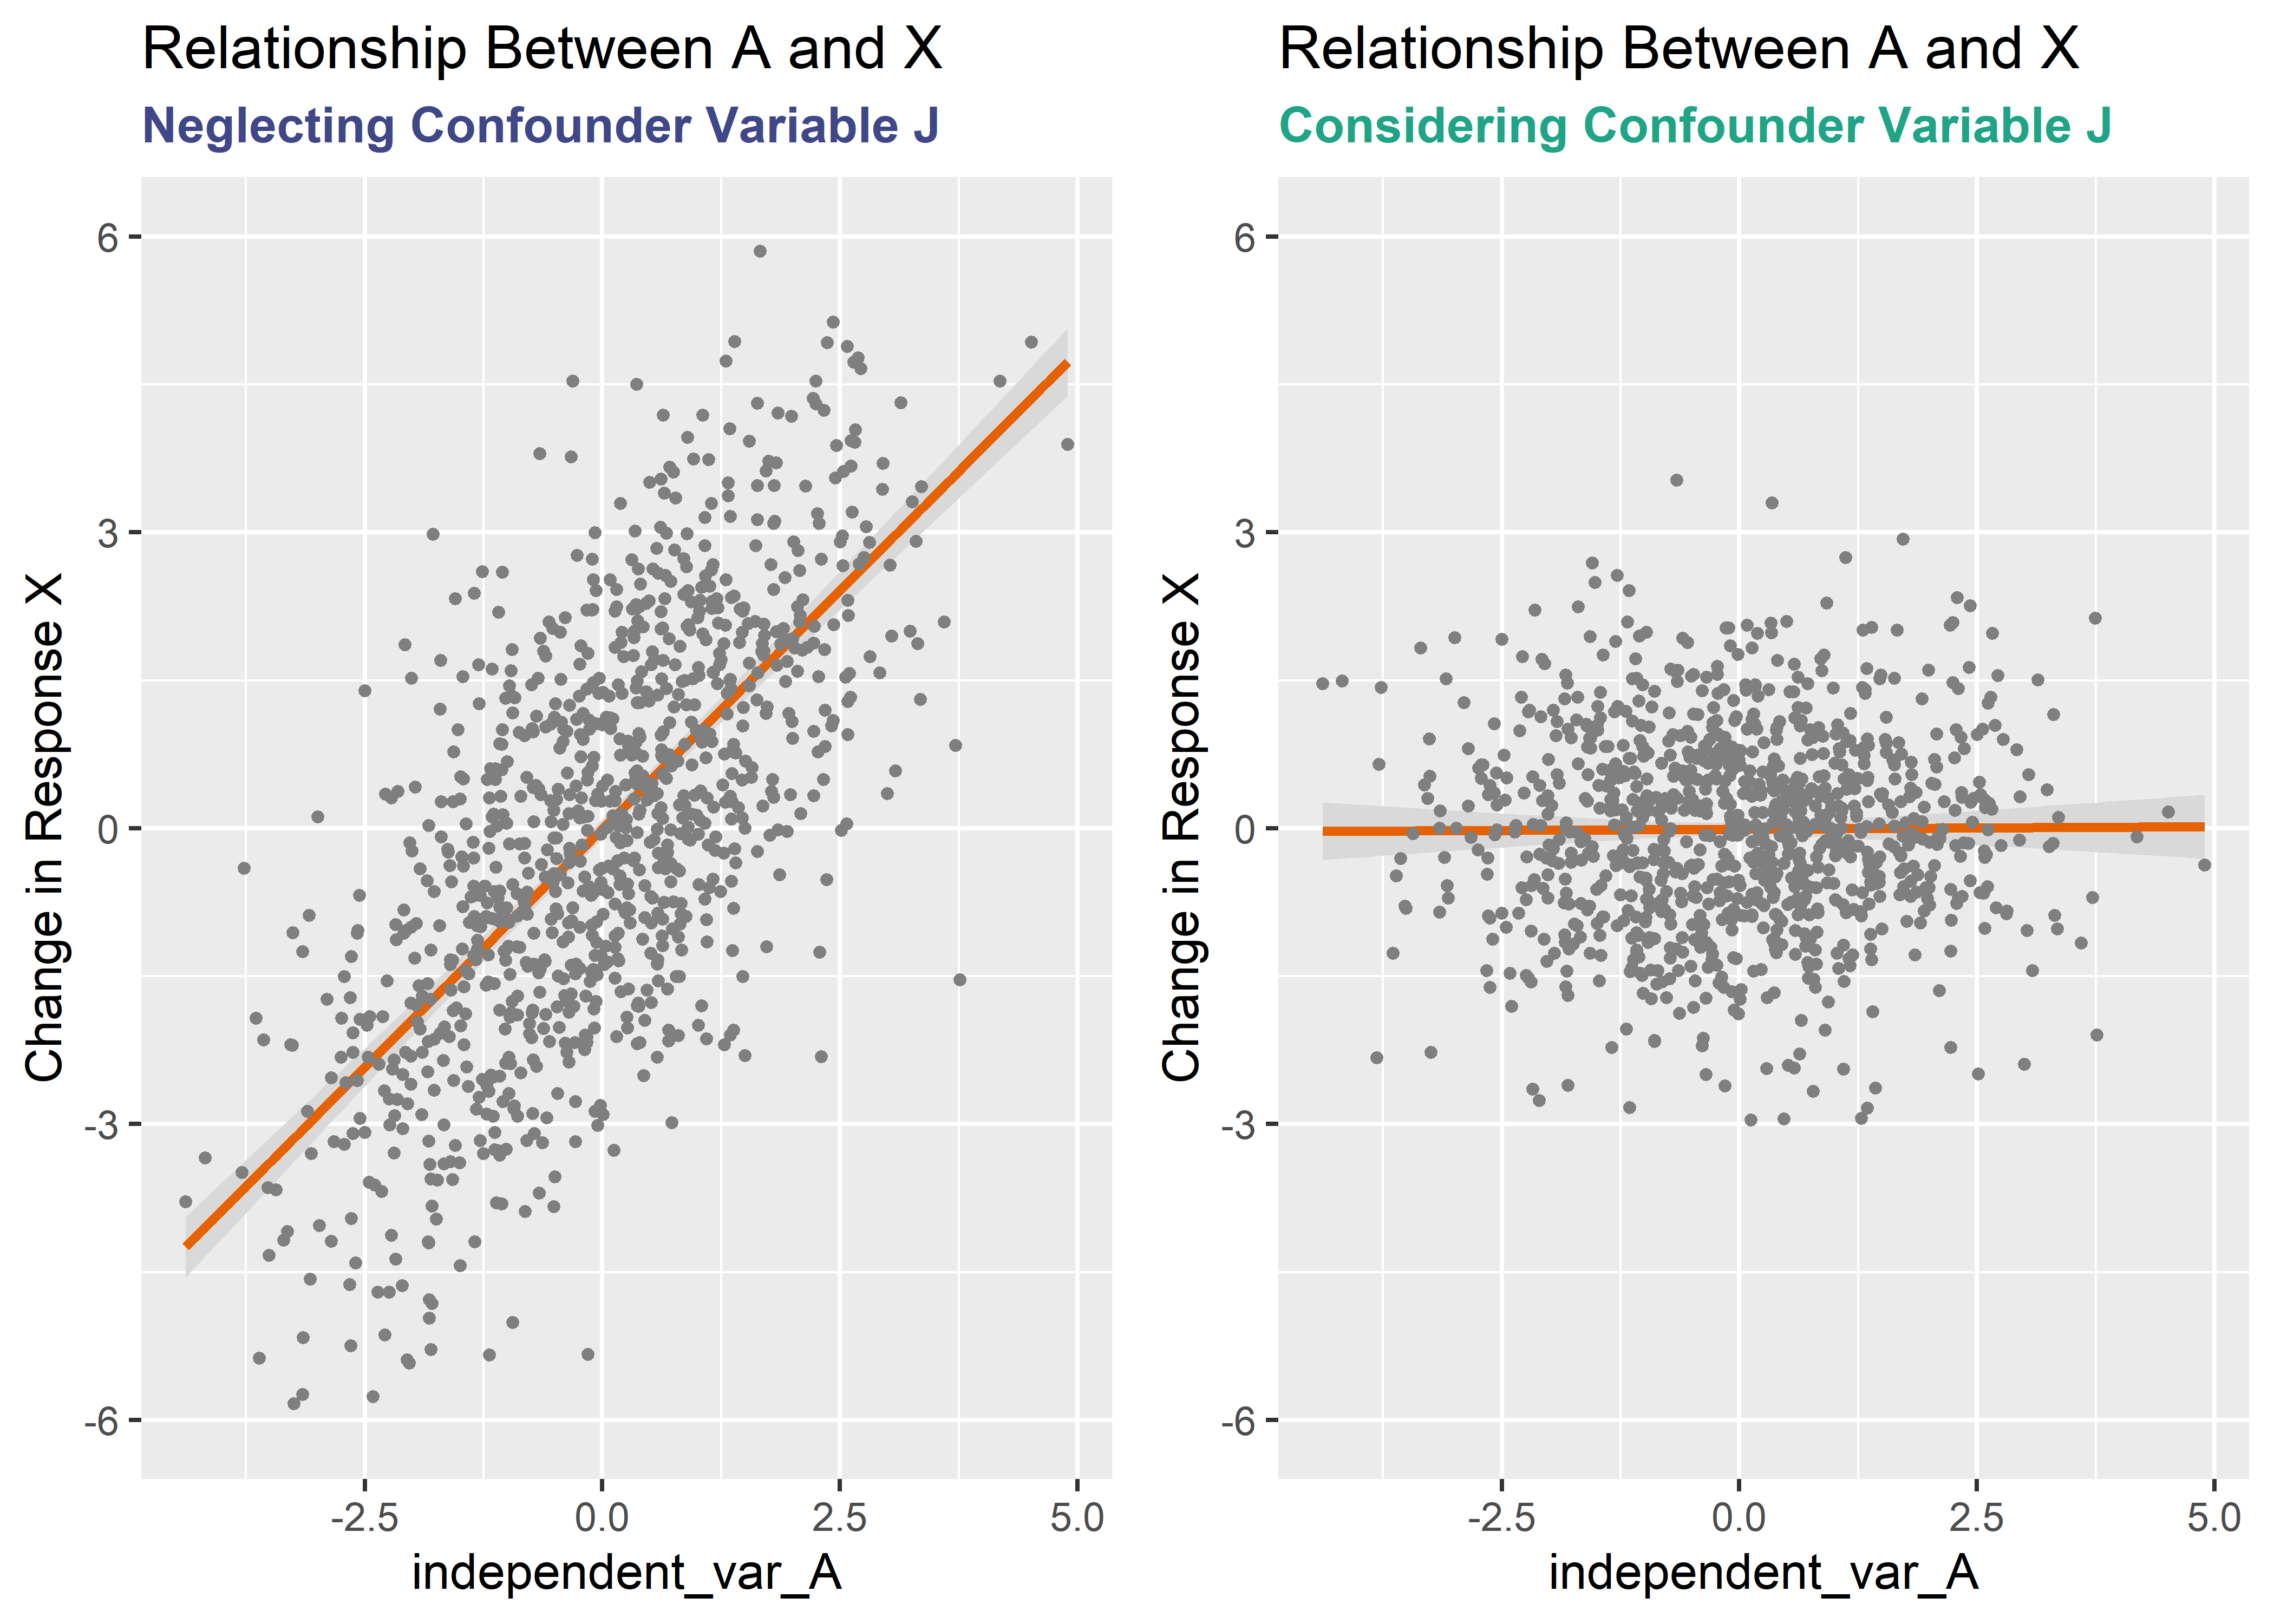 Relationship Between A and X
Neglecting Confounder Variable J
Change in Response X
6
3
0
-3
-6
-2.5 0.0 2.5 5.0
independent_var_A
Relationship Between A and X
Considering Confounder Variable J
Change in Response X
6
3
0
-3
-6
-2.5 0.0 2.5 5.0
independent_var_A